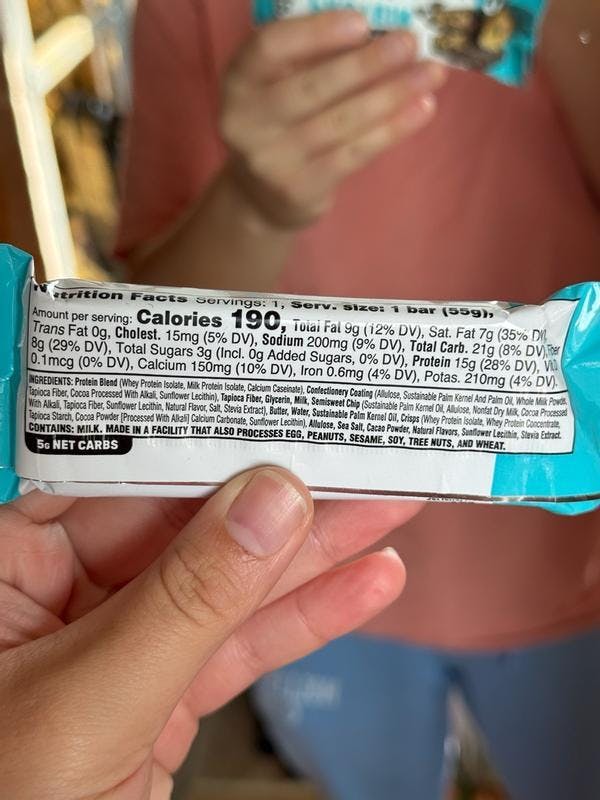 Nutrition Facts Servings: 1, Serv. size: 1 bar (55g),
Amount per serving: Calories 190, Total Fat 9g (12% DV), Sat. Fat 7g (35% DV),
Trans Fat 0g, Cholest. 15mg (5% DV), Sodium 200mg (9% DV), Total Carb. 21g (8% DV), Fiber
8g (29% DV), Total Sugars 3g (Incl. 0g Added Sugars, 0% DV), Protein 15g (28% DV), Vit. D
0.1mcg (0% DV), Calcium 150mg (10% DV), Iron 0.6mg (4% DV), Potas. 210mg (4% DV).
INGREDIENTS: Protein Blend (Whey Protein Isolate, Milk Protein Isolate, Calcium Caseinate), Confectionery Coating (Allulose, Sustainable Palm Kernel And Palm Oil, Whole Milk Powder,
Tapioca Fiber, Cocoa Processed With Alkali, Sunflower Lecithin), Tapioca Fiber, Glycerin, Milk, Semisweet Chip (Sustainable Palm Kernel Oil, Allulose, Nonfat Dry Milk, Cocoa Processed
With Alkali, Tapioca Fiber, Sunflower Lecithin, Natural Flavor, Salt, Stevia Extract), Butter, Water, Sustainable Palm Kernel Oil, Crisps (Whey Protein Isolate, Whey Protein Concentrate,
Tapioca Starch, Cocoa Powder [Processed With Alkali] Calcium Carbonate, Sunflower Lecithin), Allulose, Sea Salt, Cacao Powder, Natural Flavors, Sunflower Lecithin, Stevia Extract.
CONTAINS: MILK. MADE IN A FACILITY THAT ALSO PROCESSES EGG, PEANUTS, SESAME, SOY, TREE NUTS, AND WHEAT.
5G NET CARBS